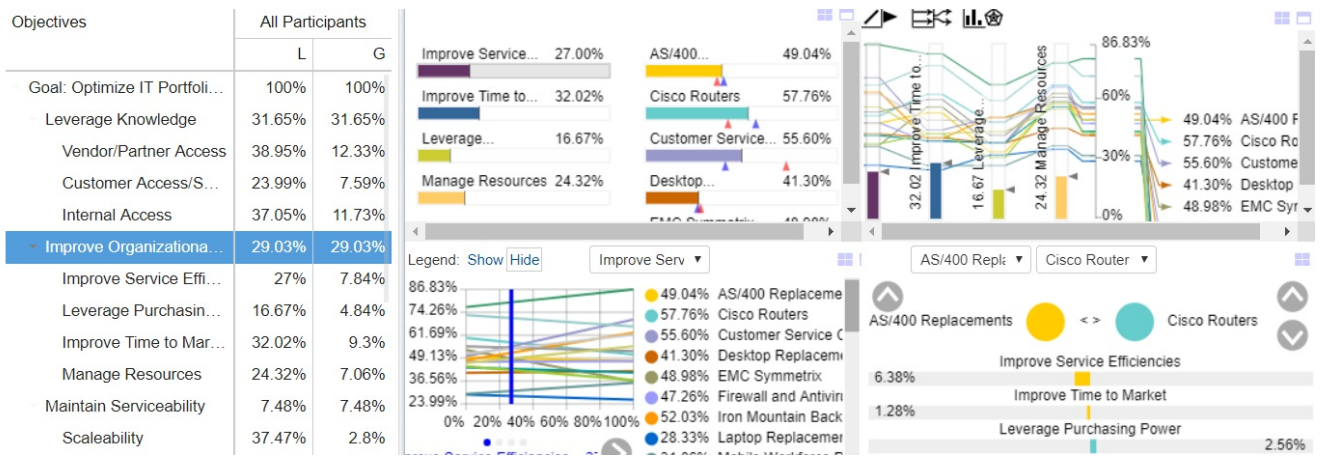 Objectives All Participants
L G
Goal: Optimize IT Portfoli... 100% 100%
Leverage Knowledge 31.65% 31.65%
Vendor/Partner Access 38.95% 12.33%
Customer Access/S... 23.99% 7.59%
Internal Access 37.05% 11.73%
Improve Organizationa... 29.03% 29.03%
Improve Service Effi... 27% 7.84%
Leverage Purchasin... 16.67% 4.84%
Improve Time to Mar... 32.02% 9.3%
Manage Resources 24.32% 7.06%
Maintain Serviceability 7.48% 7.48%
Scaleability 37.47% 2.8%
Improve Service... 27.00%
Improve Time to... 32.02%
Leverage... 16.67%
Manage Resources 24.32%
AS/400... 49.04%
Cisco Routers 57.76%
Customer Service... 55.60%
Desktop... 41.30%
EMC Symmetrix 48.98%
32.02 Improve Time to...
16.67 Leverage...
24.32 Manage Resources
86.83%
60%
30%
0%
49.04% AS/400 R
57.76% Cisco Ro
55.60% Custome
41.30% Desktop
48.98% EMC Syr
Legend: Show Hide Improve Serv
86.83%
74.26%
61.69%
49.13%
36.56%
23.99%
0% 20% 40% 60% 80% 100%
49.04% AS/400 Replaceme
57.76% Cisco Routers
55.60% Customer Service C
41.30% Desktop Replaceme
48.98% EMC Symmetrix
47.26% Firewall and Antiviru
52.03% Iron Mountain Back
28.33% Laptop Replacemer
AS/400 Repla Cisco Router
AS/400 Replacements < > Cisco Routers
Improve Service Efficiencies
6.38%
Improve Time to Market
1.28%
Leverage Purchasing Power
2.56%